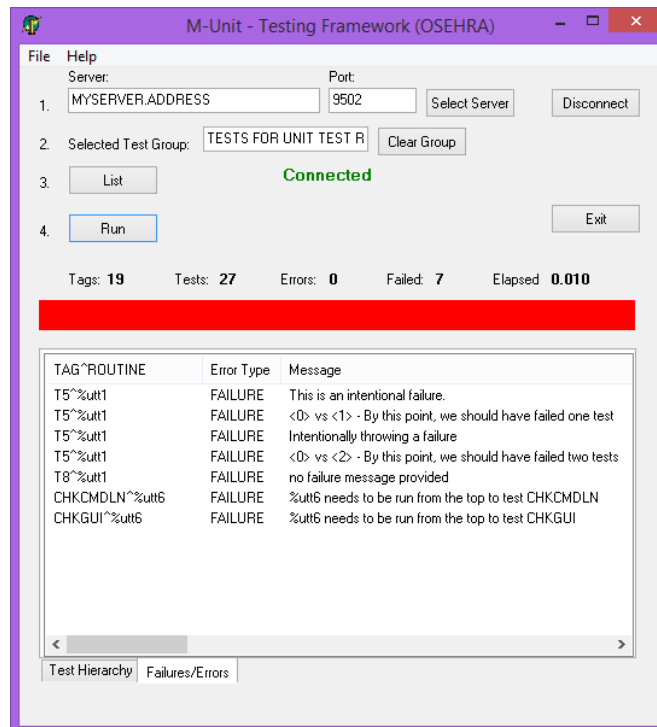 M-Unit - Testing Framework (OSEHRA)
File Help
Server: Port:
1. MYSERVER.ADDRESS 9502 Select Server Disconnect
2. Selected Test Group: TESTS FOR UNIT TEST R Clear Group
3. List Connected
Exit
4. Run
Tags: 19 Tests: 27 Errors: 0 Failed: 7 Elapsed 0.010
TAG^ROUTINE Error Type Message
T5^%utt1 FAILURE This is an intentional failure.
T5^%utt1 FAILURE <0> vs <1> - By this point, we should have failed one test
T5^%utt1 FAILURE Intentionally throwing a failure
T5^%utt1 FAILURE <0> vs <2> - By this point, we should have failed two tests
T8^%utt1 FAILURE no failure message provided
CHKCMDLN^%utt6 FAILURE %utt6 needs to be run from the top to test CHKCMDLN
CHKGUI^%utt6 FAILURE %utt6 needs to be run from the top to test CHKGUI
Test Hierarchy Failures/Errors